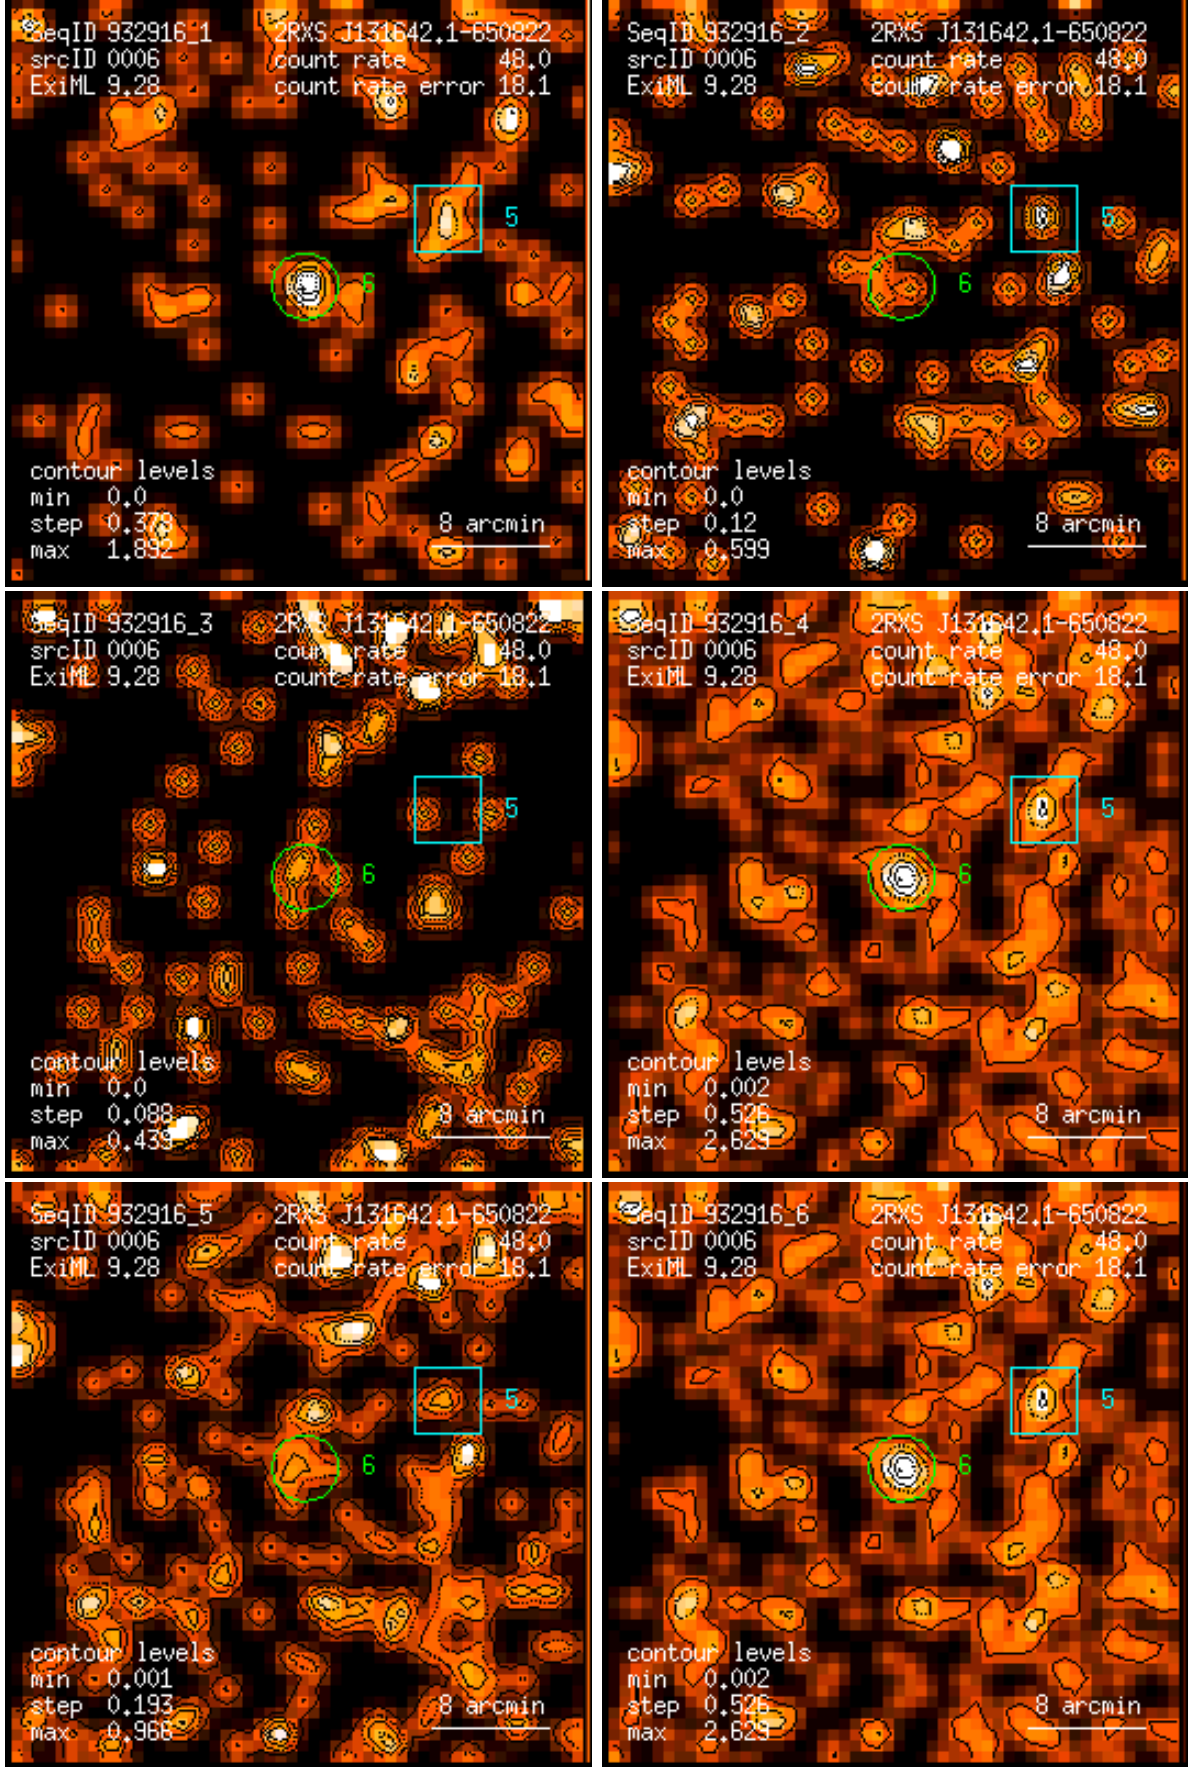 SeqID 932916_1 2RXS J131642.1-650822
srcID 0006 count rate 48.0
ExiML 9.28 count rate error 18.1
5
6
contour levels
min 0.0
step 0.378
max 1.892
8 arcmin
SeqID 932916_2 2RXS J131642.1-650822
srcID 0006 count rate 48.0
ExiML 9.28 count rate error 18.1
5
6
contour levels
min 0.0
step 0.12
max 0.599
8 arcmin
SeqID 932916_3 2RXS J131642.1-650822
srcID 0006 count rate 48.0
ExiML 9.28 count rate error 18.1
5
6
contour levels
min 0.0
step 0.088
max 0.439
8 arcmin
SeqID 932916_4 2RXS J131642.1-650822
srcID 0006 count rate 48.0
ExiML 9.28 count rate error 18.1
5
6
contour levels
min 0.002
step 0.526
max 2.629
8 arcmin
SeqID 932916_5 2RXS J131642.1-650822
srcID 0006 count rate 48.0
ExiML 9.28 count rate error 18.1
5
6
contour levels
min 0.001
step 0.193
max 0.966
8 arcmin
SeqID 932916_6 2RXS J131642.1-650822
srcID 0006 count rate 48.0
ExiML 9.28 count rate error 18.1
5
6
contour levels
min 0.002
step 0.526
max 2.629
8 arcmin